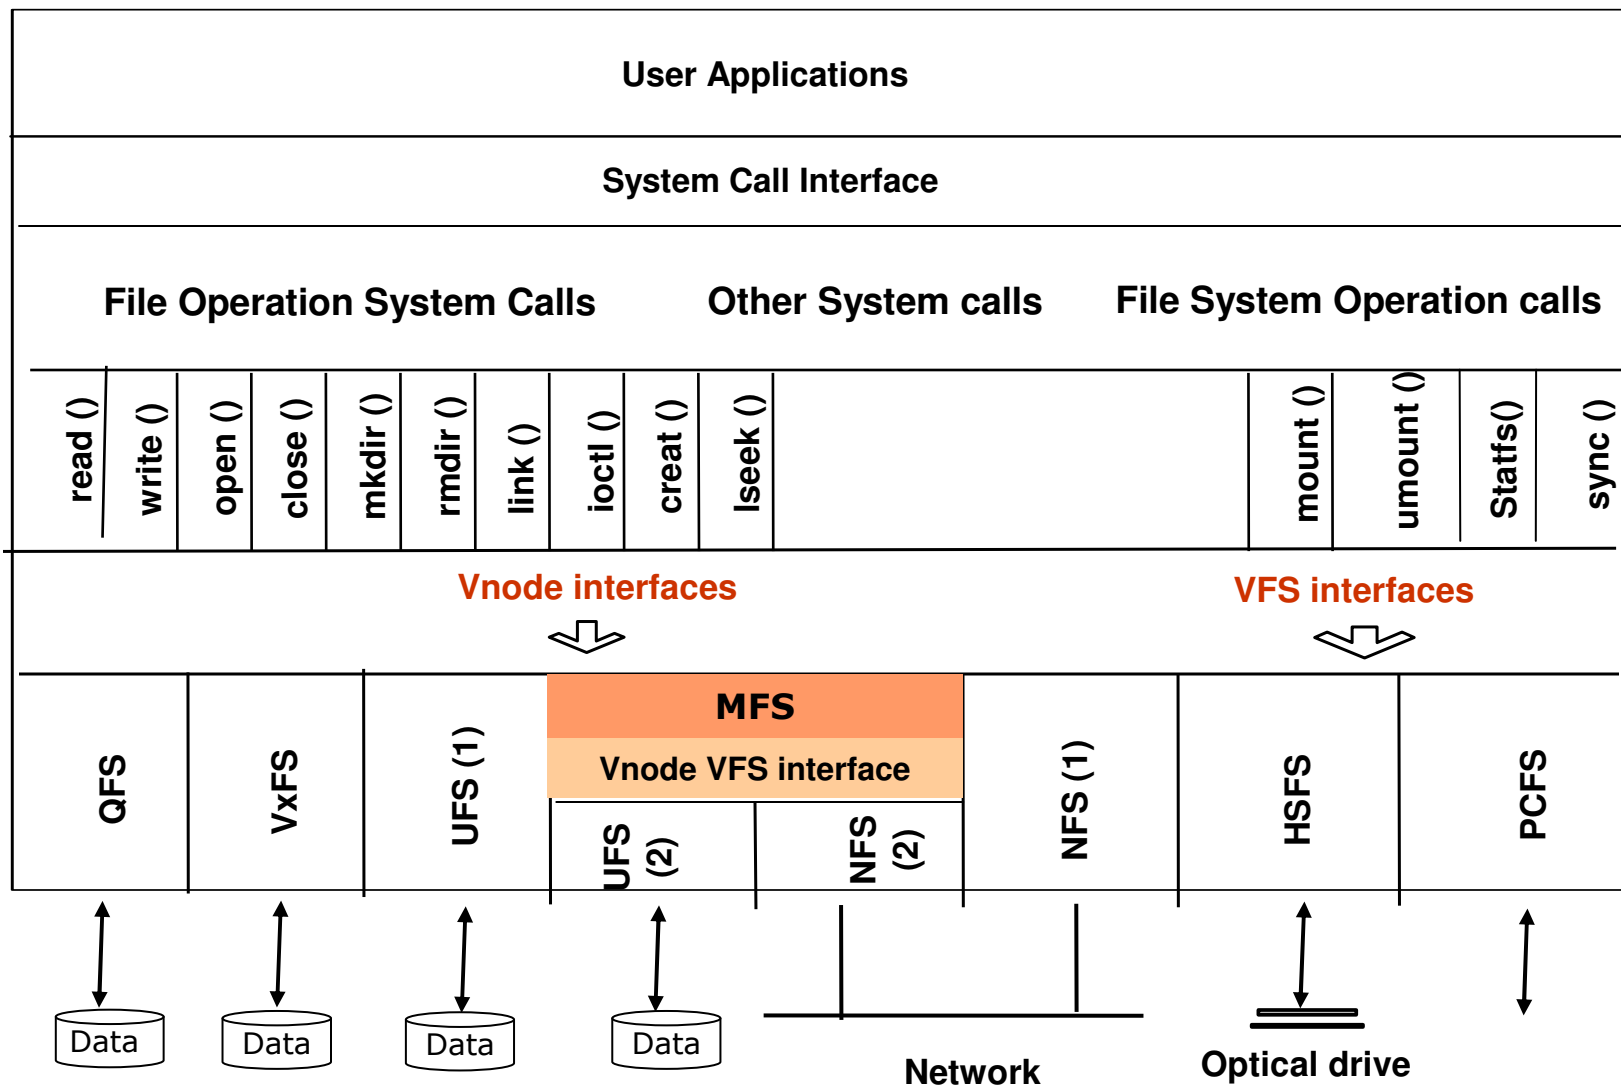 User Applications
System Call Interface
File Operation System Calls
Other System calls
File System Operation calls
read ()
write ()
open ()
close ()
mkdir ()
rmdir ()
link ()
ioctl ()
creat ()
lseek ()
mount ()
umount ()
Statfs()
sync ()
Vnode interfaces
VFS interfaces
QFS
VxFS
UFS (1)
MFS
Vnode VFS interface
UFS
(2)
NFS
(2)
NFS (1)
HSFS
PCFS
Data
Data
Data
Data
Network
Optical drive